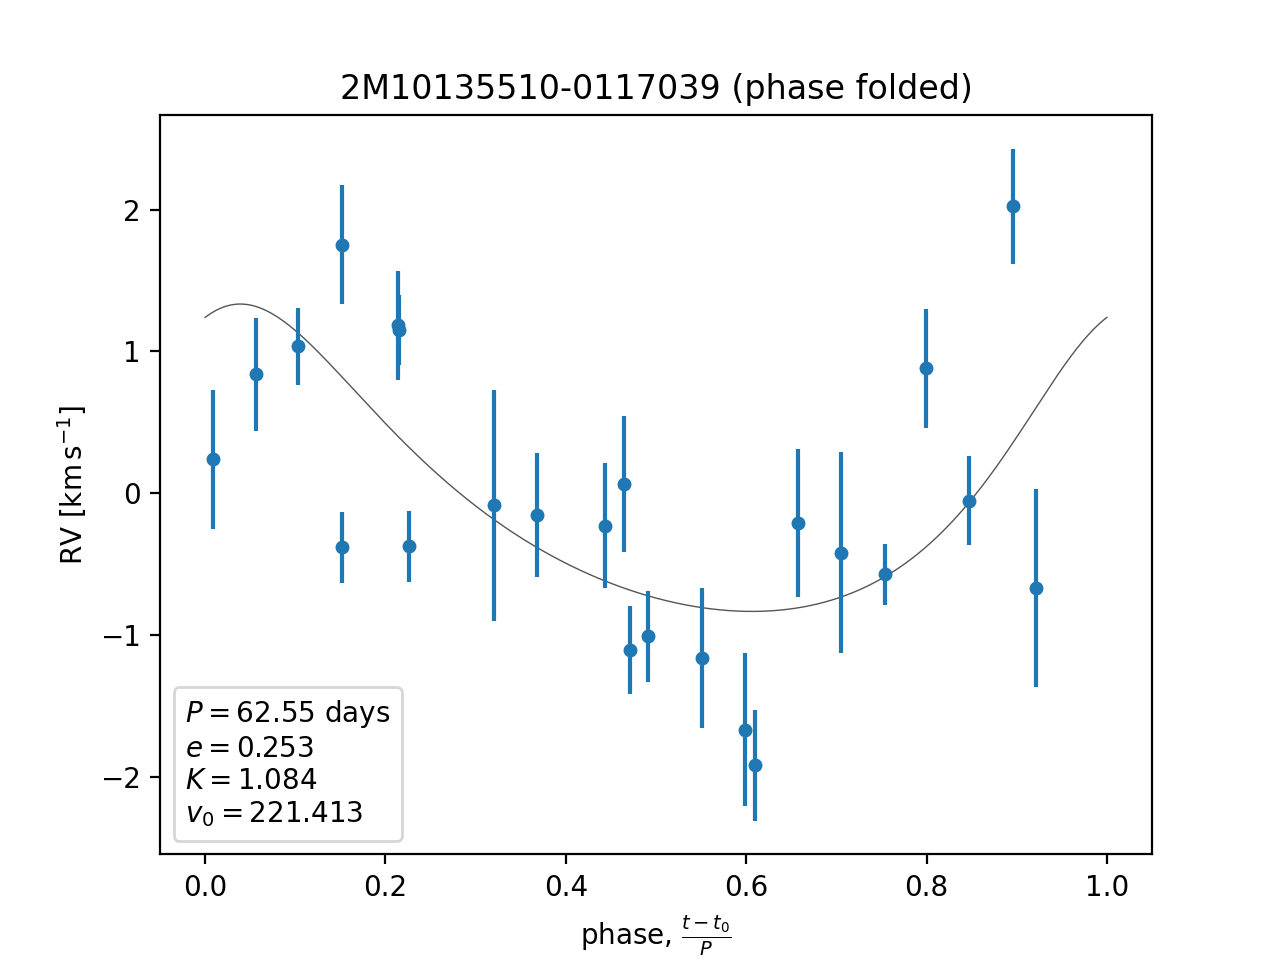 2M10135510-0117039 (phase folded)
RV [km s⁻¹]
2
1
0
−1
−2
P = 62.55 days
e = 0.253
K = 1.084
v₀ = 221.413
0.0 0.2 0.4 0.6 0.8 1.0
phase, (t − t₀)/P